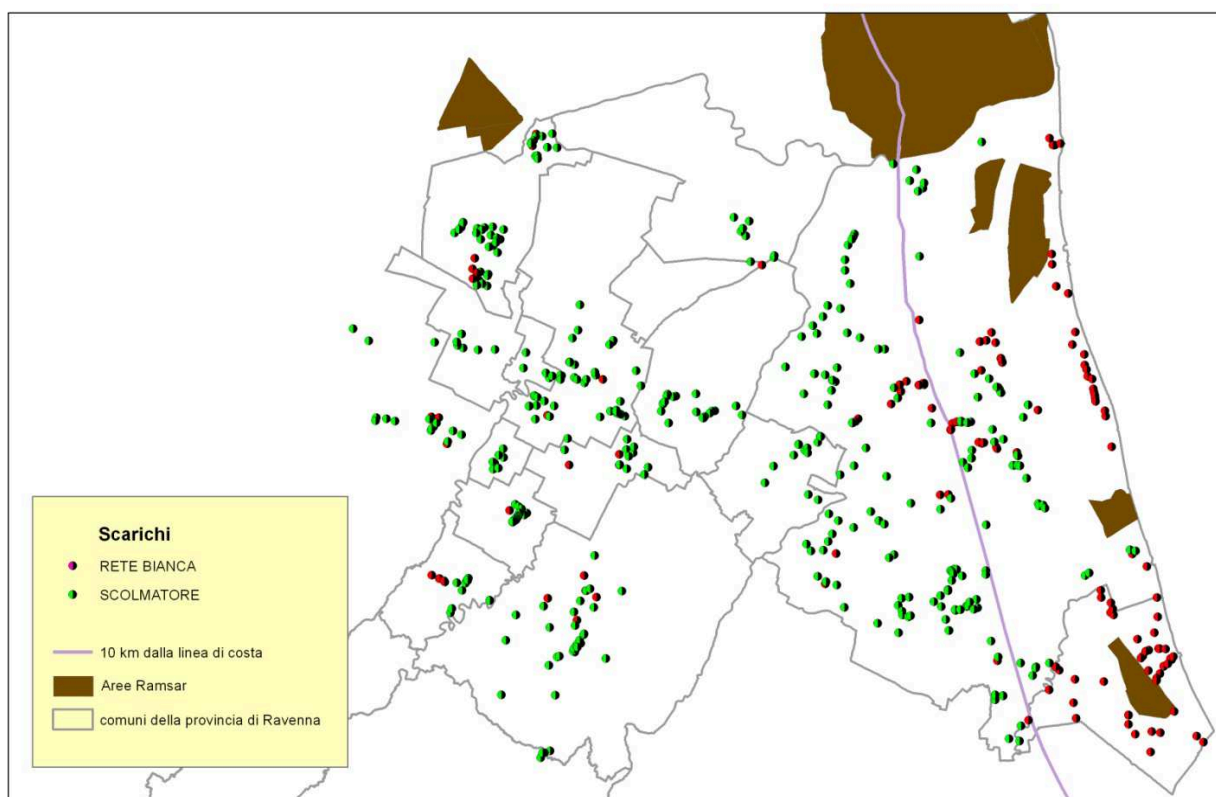 Scarichi
RETE BIANCA
SCOLMATORE
10 km dalla linea di costa
Aree Ramsar
comuni della provincia di Ravenna